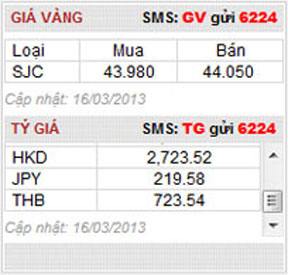 GIÁ VÀNG SMS: GV gửi 6224
Loại Mua Bán
SJC 43.980 44.050
Cập nhật: 16/03/2013
TỶ GIÁ SMS: TG gửi 6224
HKD 2,723.52
JPY 219.58
THB 723.54
Cập nhật: 16/03/2013